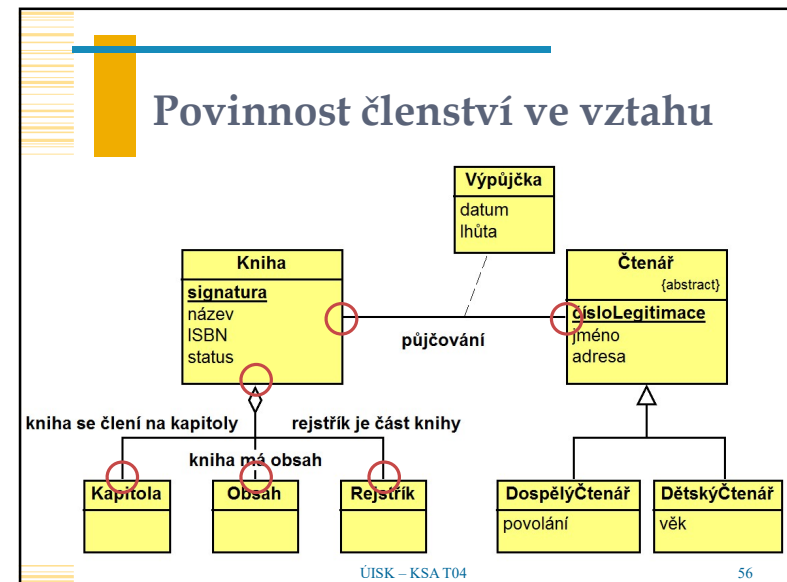 Povinnost členství ve vztahu
Výpůjčka
datum
lhůta
Kniha
signatura
název
ISBN
status
Čtenář
{abstract}
čísloLegitimace
jméno
adresa
půjčování
kniha se člení na kapitoly
rejstřík je část knihy
kniha má obsah
Kapitola
Obsah
Rejstřík
DospělýČtenář
povolání
DětskýČtenář
věk
ÚISK – KSA T04
56